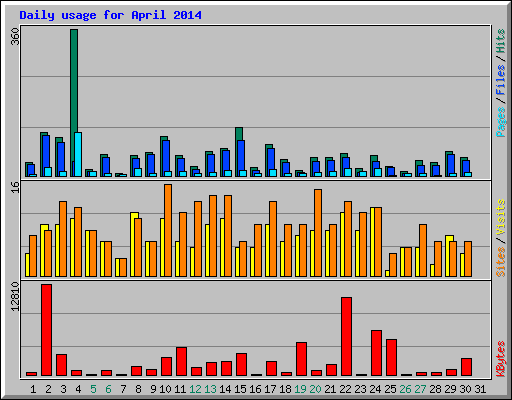 Daily usage for April 2014
360
Pages / Files / Hits
16
Sites / Visits
12810
KBytes
1 2 3 4 5 6 7 8 9 10 11 12 13 14 15 16 17 18 19 20 21 22 23 24 25 26 27 28 29 30 31